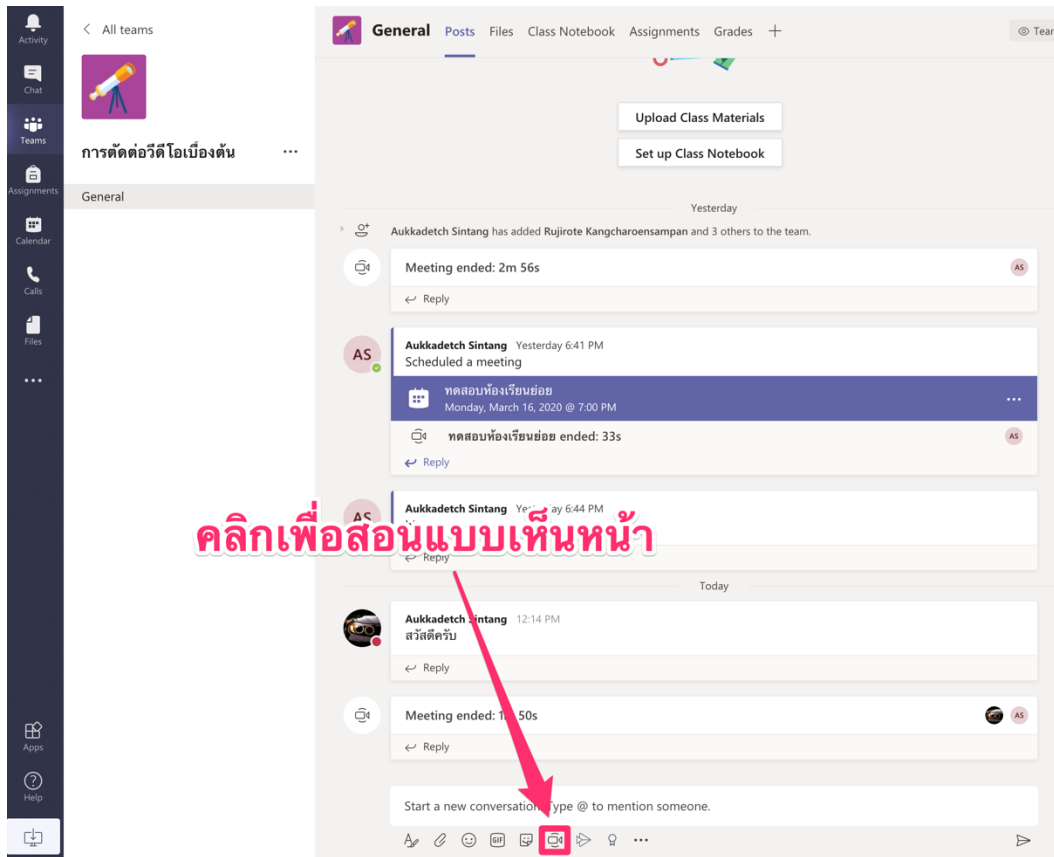 Activity
Chat
Teams
Assignments
Calendar
Calls
Files
Apps
Help
All teams
การตัดต่อวีดีโอเบื่องต้น
General
General Posts Files Class Notebook Assignments Grades
Upload Class Materials
Set up Class Notebook
Yesterday
Aukkadetch Sintang has added Rujirote Kangcharoensampan and 3 others to the team.
Meeting ended: 2m 56s
AS
Reply
AS
Aukkadetch Sintang Yesterday 6:41 PM
Scheduled a meeting
ทดสอบห้องเรียนย่อย
Monday, March 16, 2020 @ 7:00 PM
ทดสอบห้องเรียนย่อย ended: 33s
AS
Reply
AS
Aukkadetch Sintang 6:44 PM
คลิกเพื่อสอนแบบเห็นหน้า
Reply
Today
Aukkadetch Sintang 12:14 PM
สวัสดีครับ
Reply
Meeting ended: 50s
AS
Reply
Start a new conversation. Type @ to mention someone.
GIF